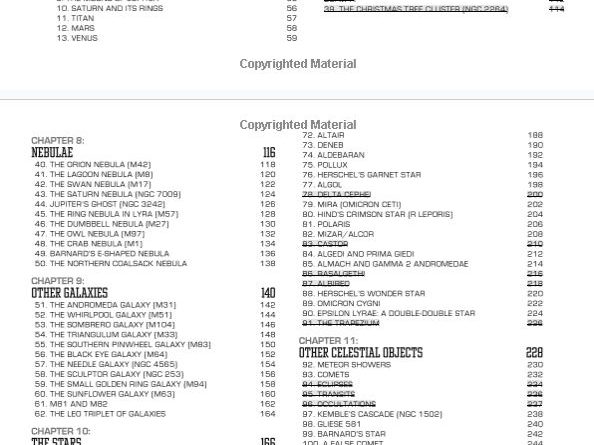 10. SATURN AND ITS RINGS 56
11. TITAN 57
12. MARS 58
13. VENUS 59
39. THE CHRISTMAS TREE CLUSTER (NGC 2264) 114
Copyrighted Material
Copyrighted Material
CHAPTER 8:
NEBULAE 116
40. THE ORION NEBULA (M42) 118
41. THE LAGOON NEBULA (M8) 120
42. THE SWAN NEBULA (M17) 122
43. THE SATURN NEBULA (NGC 7009) 124
44. JUPITER'S GHOST (NGC 3242) 126
45. THE RING NEBULA IN LYRA (M57) 128
46. THE DUMBBELL NEBULA (M27) 130
47. THE OWL NEBULA (M97) 132
48. THE CRAB NEBULA (M1) 134
49. BARNARD'S E-SHAPED NEBULA 136
50. THE NORTHERN COALSACK NEBULA 138
CHAPTER 9:
OTHER GALAXIES 140
51. THE ANDROMEDA GALAXY (M31) 142
52. THE WHIRLPOOL GALAXY (M51) 144
53. THE SOMBRERO GALAXY (M104) 146
54. THE TRIANGULUM GALAXY (M33) 148
55. THE SOUTHERN PINWHEEL GALAXY (M83) 150
56. THE BLACK EYE GALAXY (M64) 152
57. THE NEEDLE GALAXY (NGC 4565) 154
58. THE SCULPTOR GALAXY (NGC 253) 156
59. THE SMALL GOLDEN RING GALAXY (M94) 158
60. THE SUNFLOWER GALAXY (M63) 160
61. M81 AND M82 162
62. THE LEO TRIPLET OF GALAXIES 164
CHAPTER 10:
THE STARS 166
72. ALTAIR 188
73. DENEB 190
74. ALDEBARAN 192
75. POLLUX 194
76. HERSCHEL'S GARNET STAR 196
77. ALGOL 198
78. DELTA CEPHEI 200
79. MIRA (OMICRON CETI) 202
80. HIND'S CRIMSON STAR (R LEPORIS) 204
81. POLARIS 206
82. MIZAR/ALCOR 208
83. CASTOR 210
84. ALGEDI AND PRIMA GIEDI 212
85. ALMACH AND GAMMA 2 ANDROMEDAE 214
86. RASALGETHI 216
87. ALBIREO 218
88. HERSCHEL'S WONDER STAR 220
89. OMICRON CYGNI 222
90. EPSILON LYRAE: A DOUBLE-DOUBLE STAR 224
91. THE TRAPEZIUM 226
CHAPTER 11:
OTHER CELESTIAL OBJECTS 228
92. METEOR SHOWERS 230
93. COMETS 232
94. ECLIPSES 234
95. TRANSITS 236
96. OCCULTATIONS 237
97. KEMBLE'S CASCADE (NGC 1502) 238
98. GLIESE 581 240
99. BARNARD'S STAR 242
100. A FALSE COMET 244